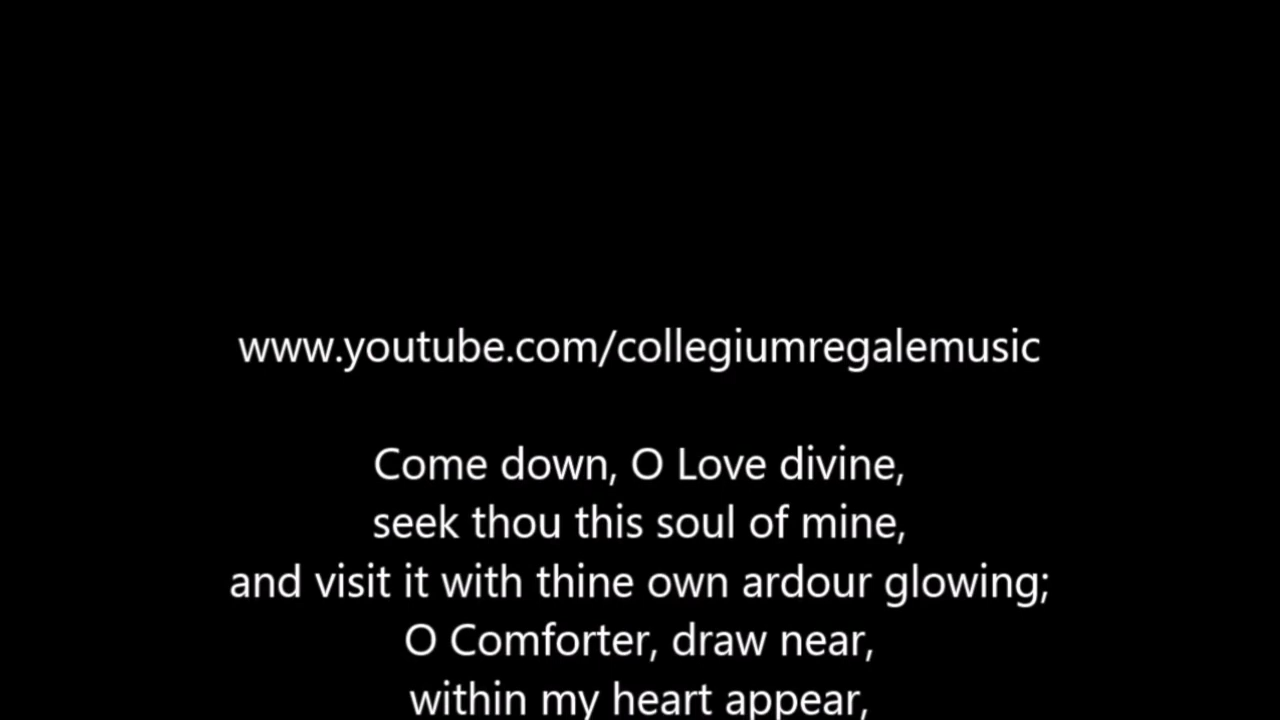 www.youtube.com/collegiumregalemusic
Come down, O Love divine,
seek thou this soul of mine,
and visit it with thine own ardour glowing;
O Comforter, draw near,
within my heart appear,